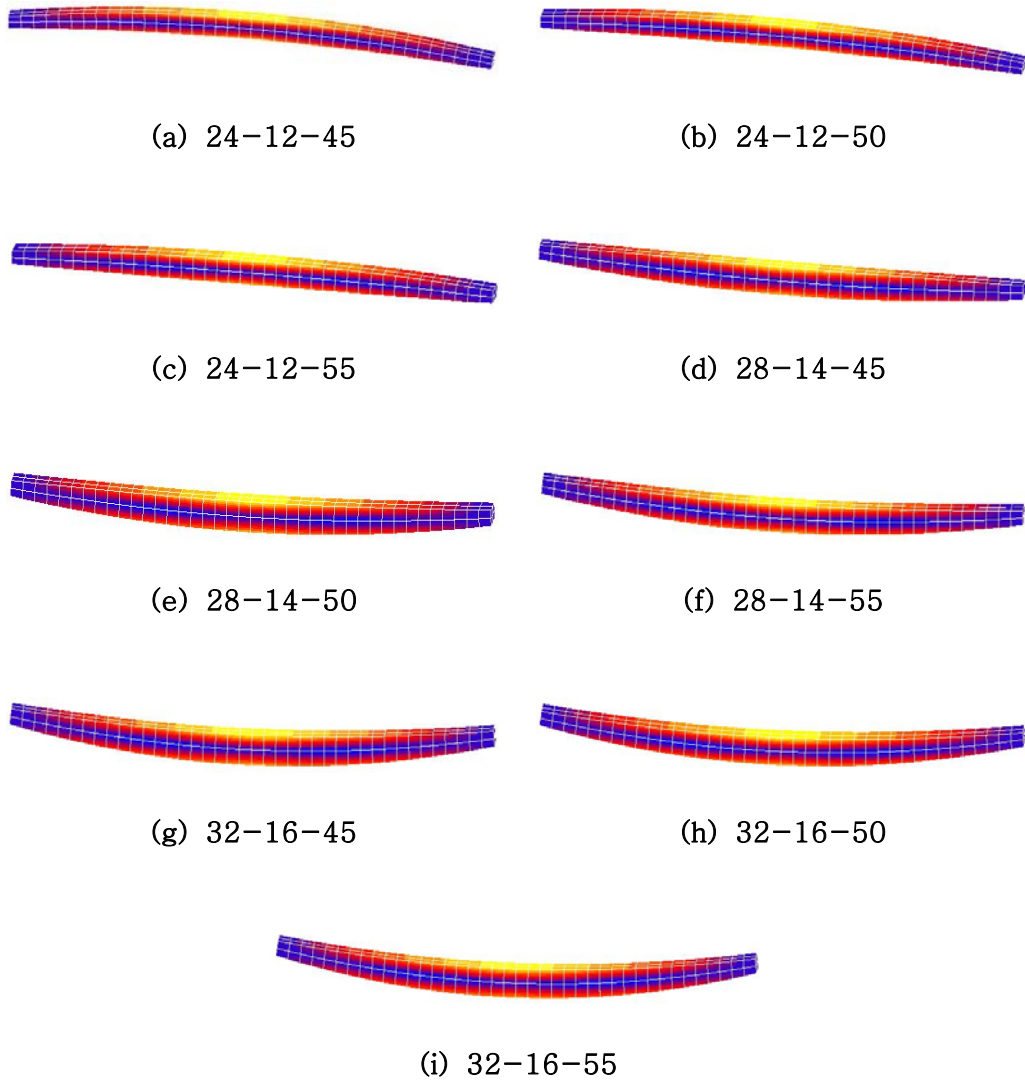 (a) 24-12-45
(b) 24-12-50
(c) 24-12-55
(d) 28-14-45
(e) 28-14-50
(f) 28-14-55
(g) 32-16-45
(h) 32-16-50
(i) 32-16-55